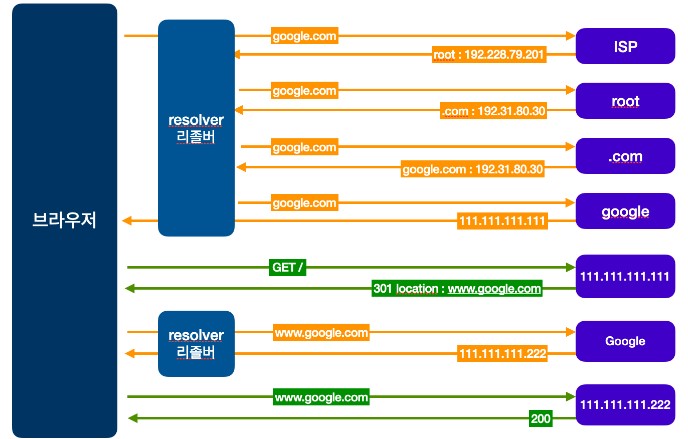 브라우저
resolver
리졸버
google.com
ISP
root : 192.228.79.201
google.com
root
.com : 192.31.80.30
google.com
.com
google.com : 192.31.80.30
google.com
google
111.111.111.111
GET /
111.111.111.111
301 location : www.google.com
resolver
리졸버
www.google.com
Google
111.111.111.222
www.google.com
111.111.111.222
200